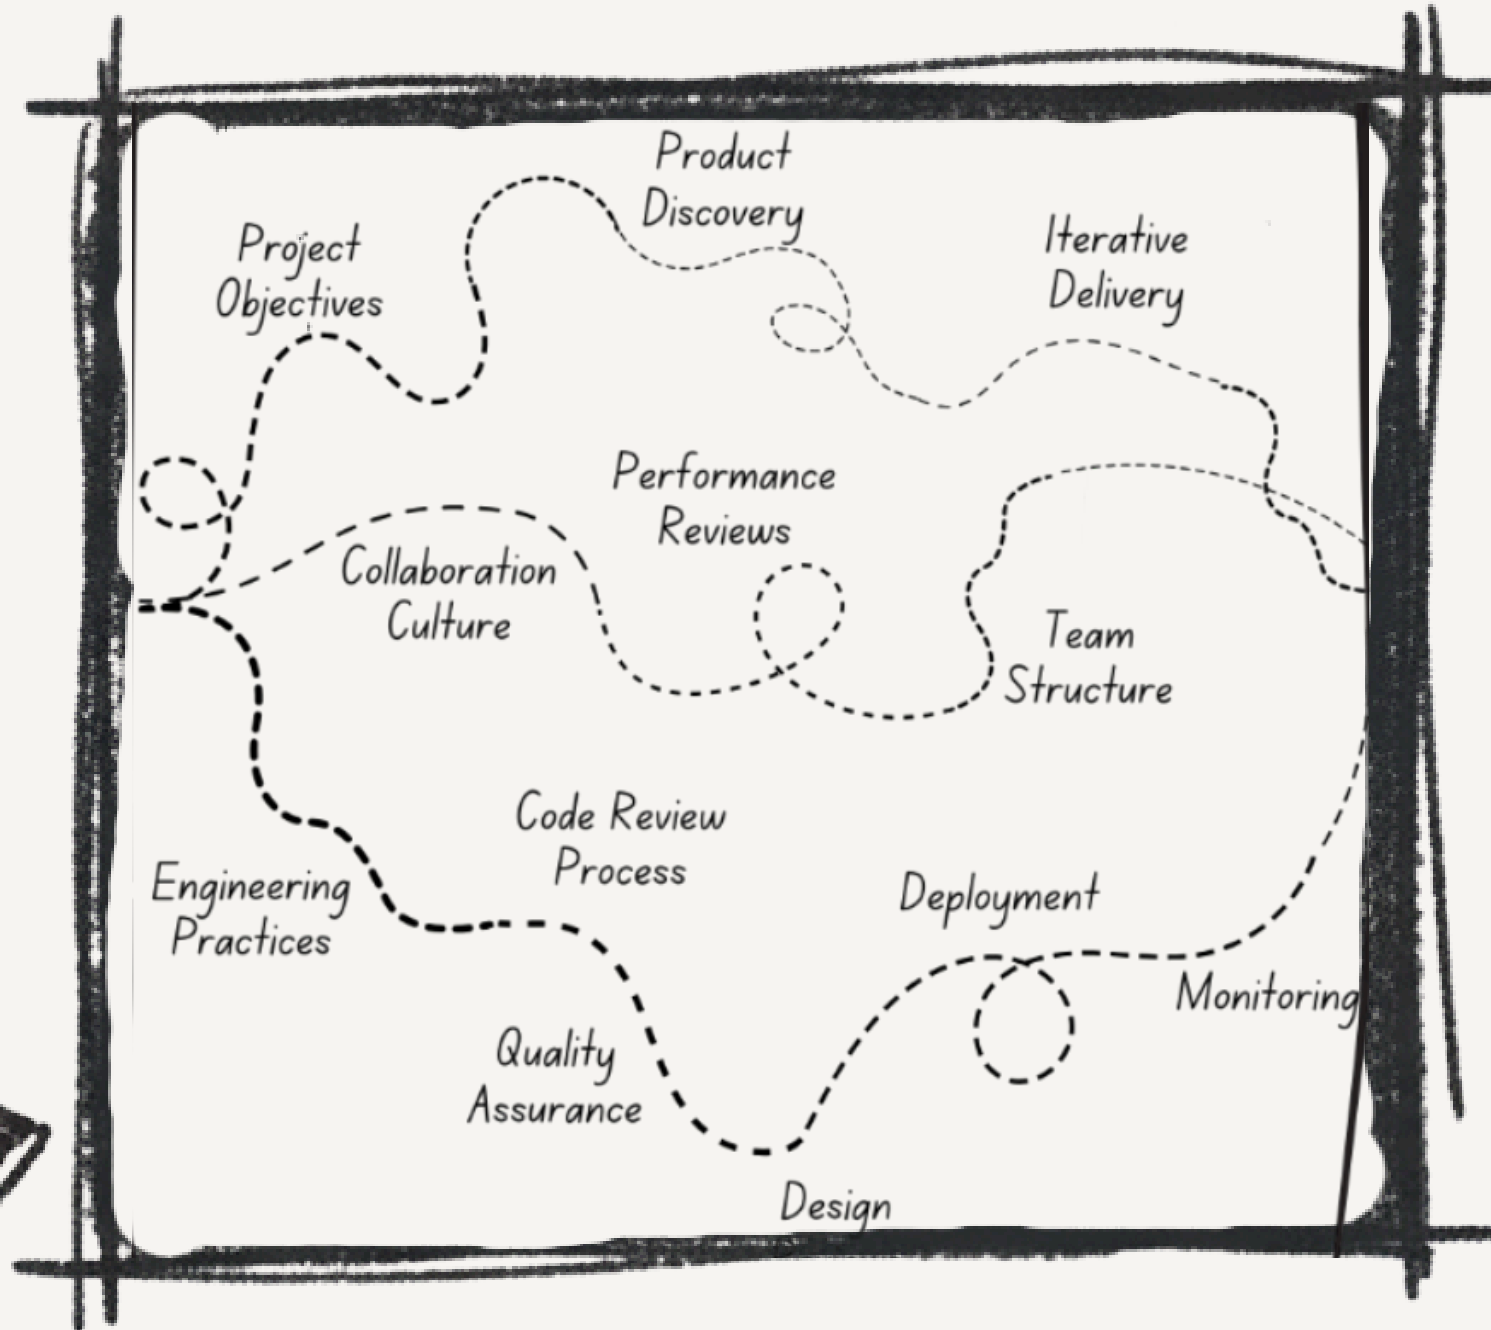 Product
Discovery
Project
Objectives
Iterative
Delivery
Performance
Reviews
Collaboration
Culture
Team
Structure
Code Review
Process
Engineering
Practices
Deployment
Monitoring
Quality
Assurance
Design